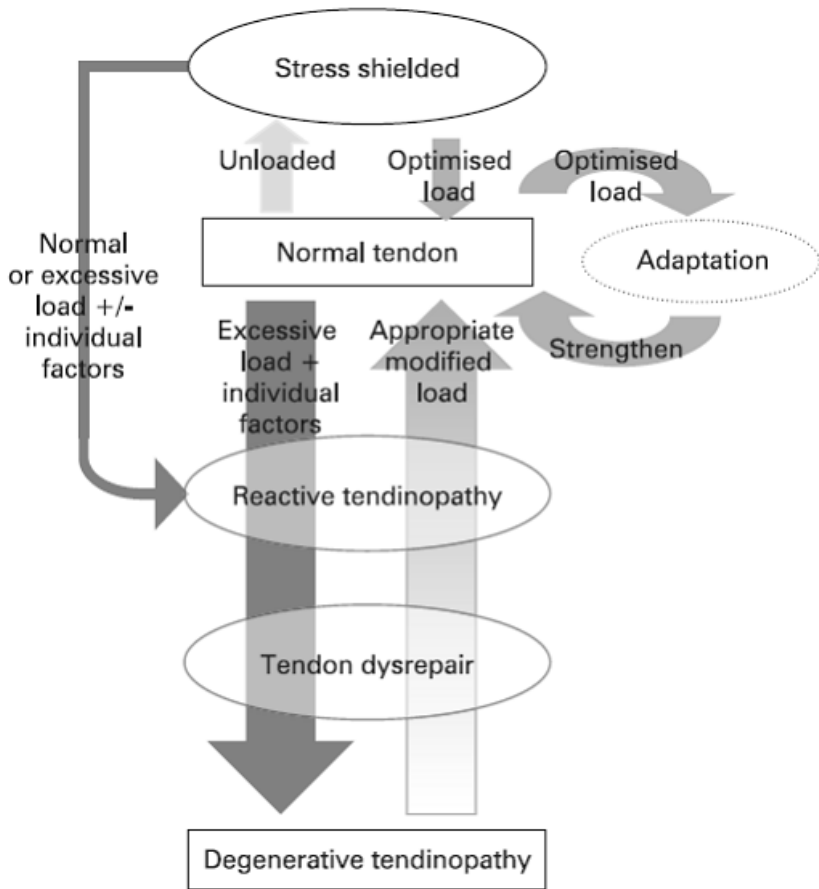 Stress shielded
Unloaded
Optimised
load
Optimised
load
Normal
or excessive
load +/-
individual
factors
Normal tendon
Adaptation
Excessive
load +
individual
factors
Appropriate
modified
load
Strengthen
Reactive tendinopathy
Tendon dysrepair
Degenerative tendinopathy